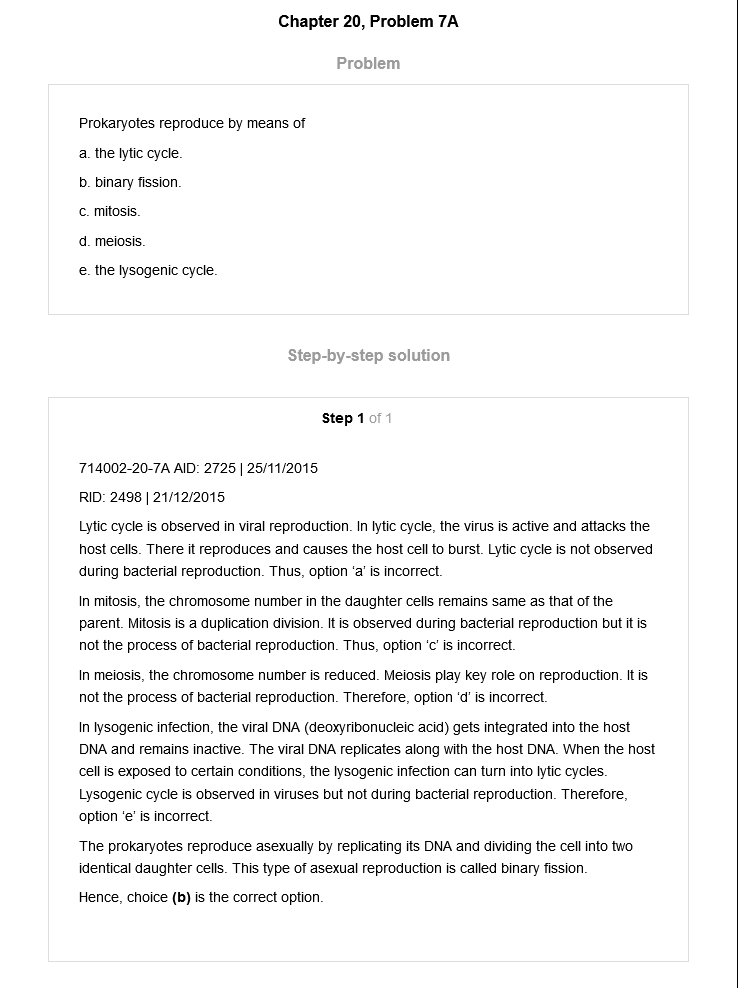 Chapter 20, Problem 7A
Problem
Prokaryotes reproduce by means of
a. the lytic cycle.
b. binary fission.
c. mitosis.
d. meiosis.
e. the lysogenic cycle.
Step-by-step solution
Step 1 of 1
714002-20-7A AID: 2725 | 25/11/2015
RID: 2498 | 21/12/2015
Lytic cycle is observed in viral reproduction. In lytic cycle, the virus is active and attacks the
host cells. There it reproduces and causes the host cell to burst. Lytic cycle is not observed
during bacterial reproduction. Thus, option ‘a’ is incorrect.
In mitosis, the chromosome number in the daughter cells remains same as that of the
parent. Mitosis is a duplication division. It is observed during bacterial reproduction but it is
not the process of bacterial reproduction. Thus, option ‘c’ is incorrect.
In meiosis, the chromosome number is reduced. Meiosis play key role on reproduction. It is
not the process of bacterial reproduction. Therefore, option ‘d’ is incorrect.
In lysogenic infection, the viral DNA (deoxyribonucleic acid) gets integrated into the host
DNA and remains inactive. The viral DNA replicates along with the host DNA. When the host
cell is exposed to certain conditions, the lysogenic infection can turn into lytic cycles.
Lysogenic cycle is observed in viruses but not during bacterial reproduction. Therefore,
option ‘e’ is incorrect.
The prokaryotes reproduce asexually by replicating its DNA and dividing the cell into two
identical daughter cells. This type of asexual reproduction is called binary fission.
Hence, choice (b) is the correct option.